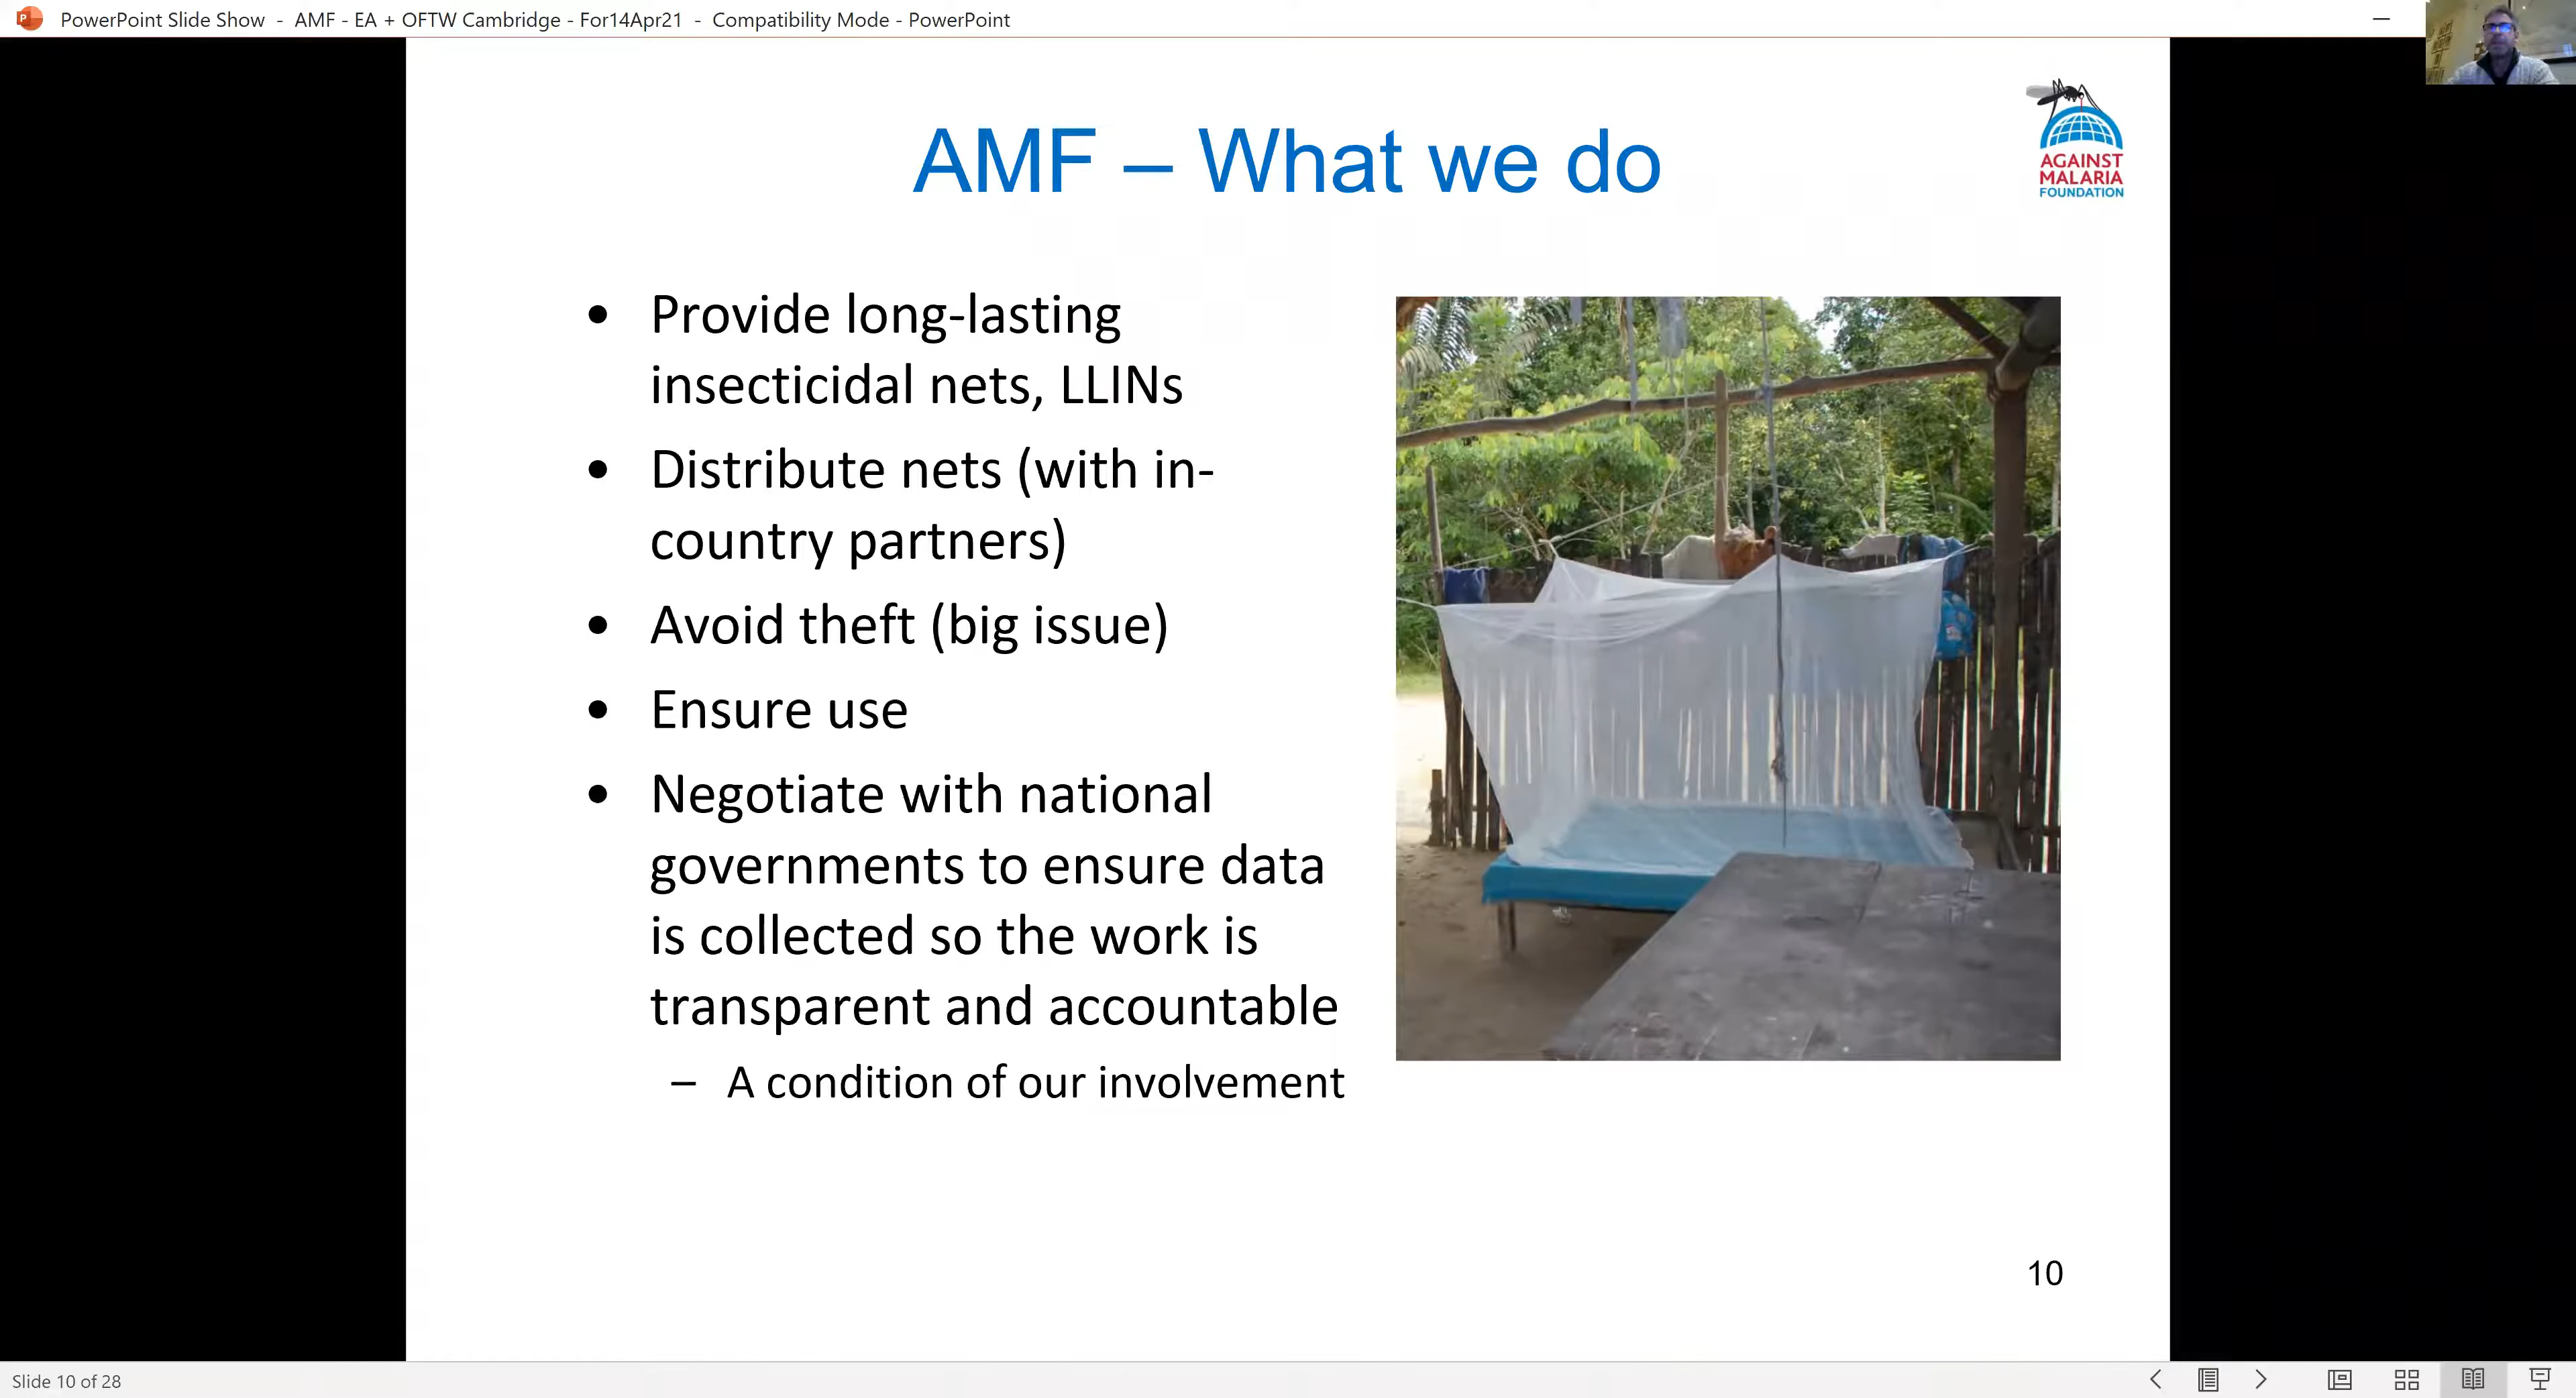 PowerPoint Slide Show - AMF - EA + OFTW Cambridge - For14Apr21 - Compatibility Mode - PowerPoint
AMF – What we do
AGAINST
MALARIA
FOUNDATION
• Provide long-lasting
insecticidal nets, LLINs
• Distribute nets (with in-
country partners)
• Avoid theft (big issue)
• Ensure use
• Negotiate with national
governments to ensure data
is collected so the work is
transparent and accountable
– A condition of our involvement
10
Slide 10 of 28